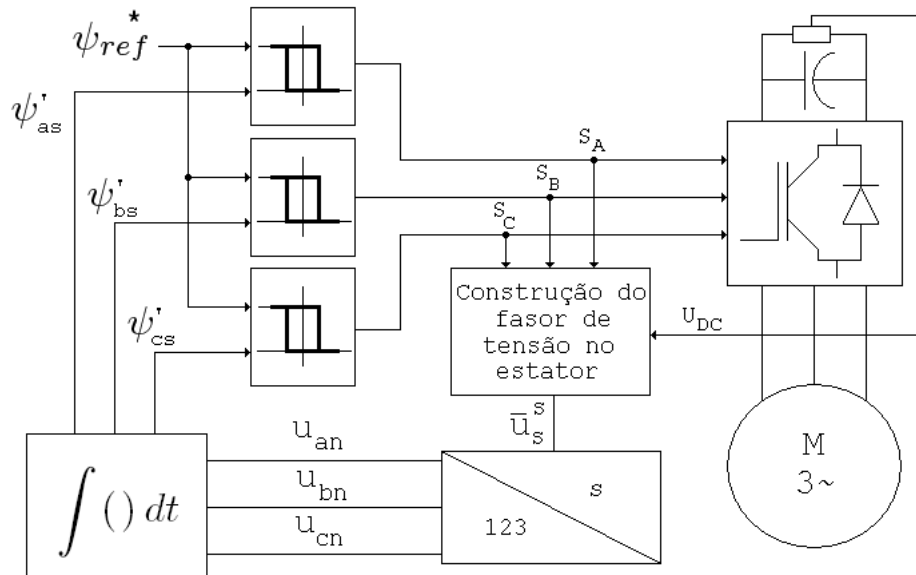 ψref*
ψ'as
ψ'bs
ψ'cs
SA
SB
SC
Construção do
fasor de
tensão no
estator
UDC
ūss
uan
ubn
ucn
∫ () dt
s
123
M
3~